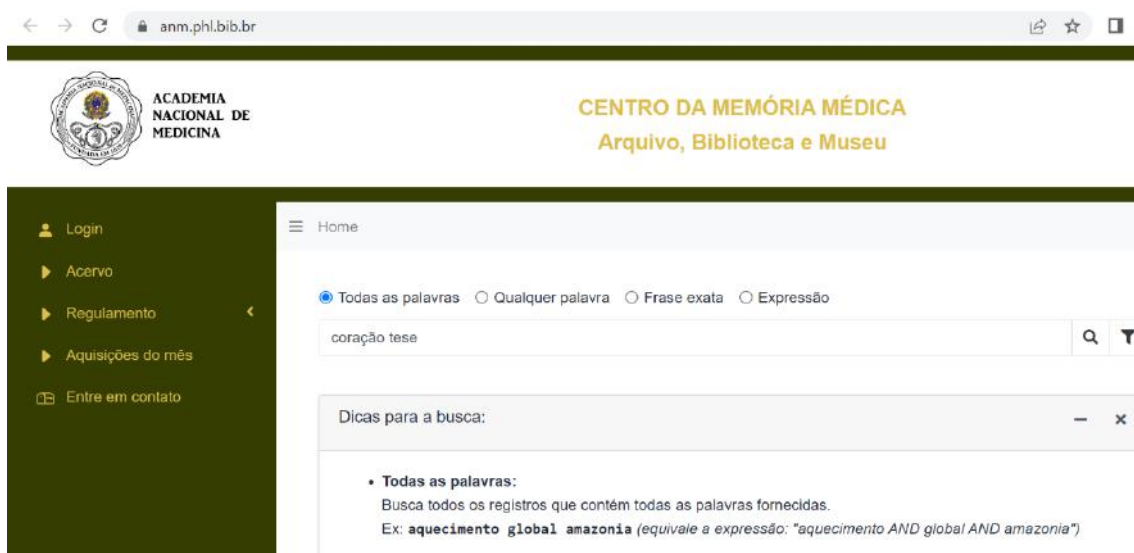 anm.phl.bib.br
ACADEMIA
NACIONAL DE
MEDICINA
CENTRO DA MEMÓRIA MÉDICA
Arquivo, Biblioteca e Museu
Login
Acervo
Regulamento
Aquisições do mês
Entre em contato
Home
Todas as palavras Qualquer palavra Frase exata Expressão
coração tese
Dicas para a busca:
• Todas as palavras:
Busca todos os registros que contém todas as palavras fornecidas.
Ex: aquecimento global amazonia (equivale a expressão: "aquecimento AND global AND amazonia")